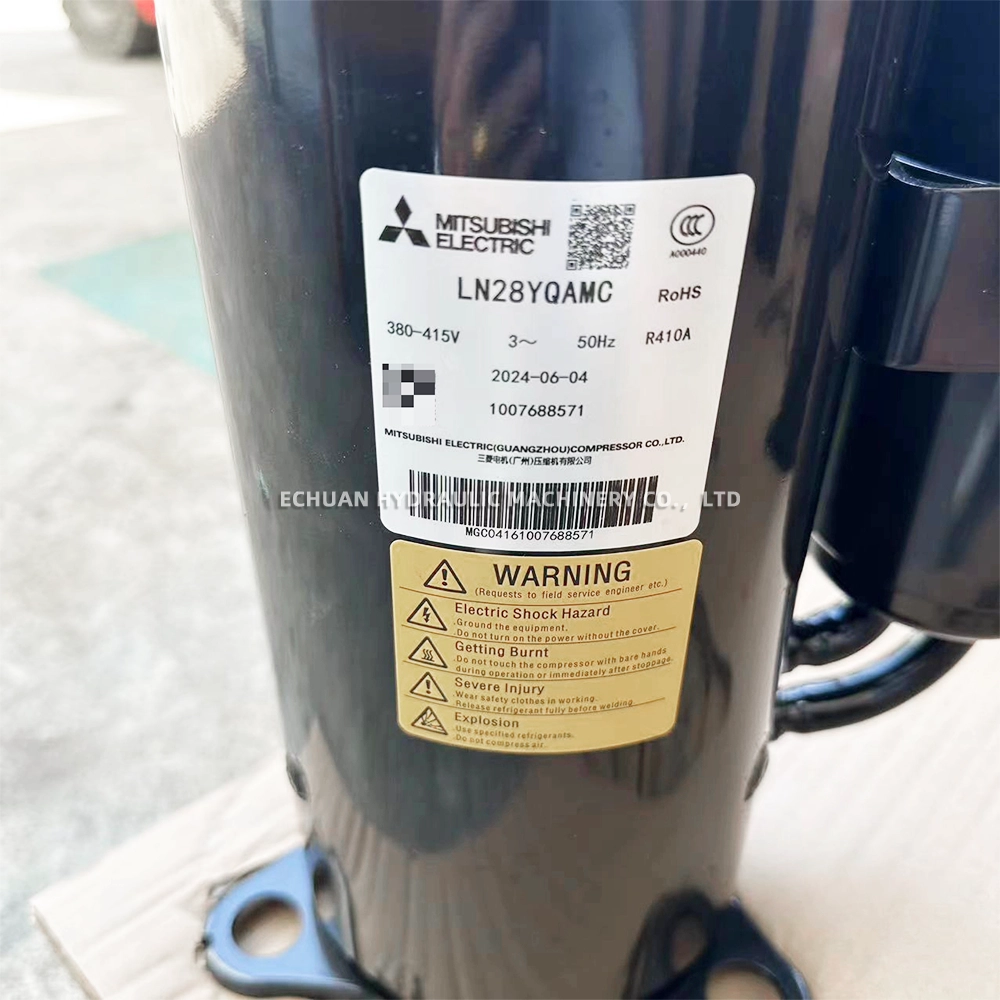 MITSUBISHI
ELECTRIC
CCC
A000440
LN28YQAMC
RoHS
380-415V 3～ 50Hz R410A
2024-06-04
1007688571
MITSUBISHI ELECTRIC(GUANGZHOU)COMPRESSOR CO.,LTD.
三菱电机(广州)压缩机有限公司
ECHUAN HYDRAULIC MACHINERY CO., LTD
MGC04161007688571
WARNING
(Requests to field service engineer etc.)
Electric Shock Hazard
.Ground the equipment.
.Do not turn on the power without the cover.
Getting Burnt
.Do not touch the compressor with bare hands
during operation or immediately after stoppage.
Severe Injury
.Wear safety clothes in working.
.Release refrigerant fully before welding.
Explosion
.Use specified refrigerants.
.Do not compress air.